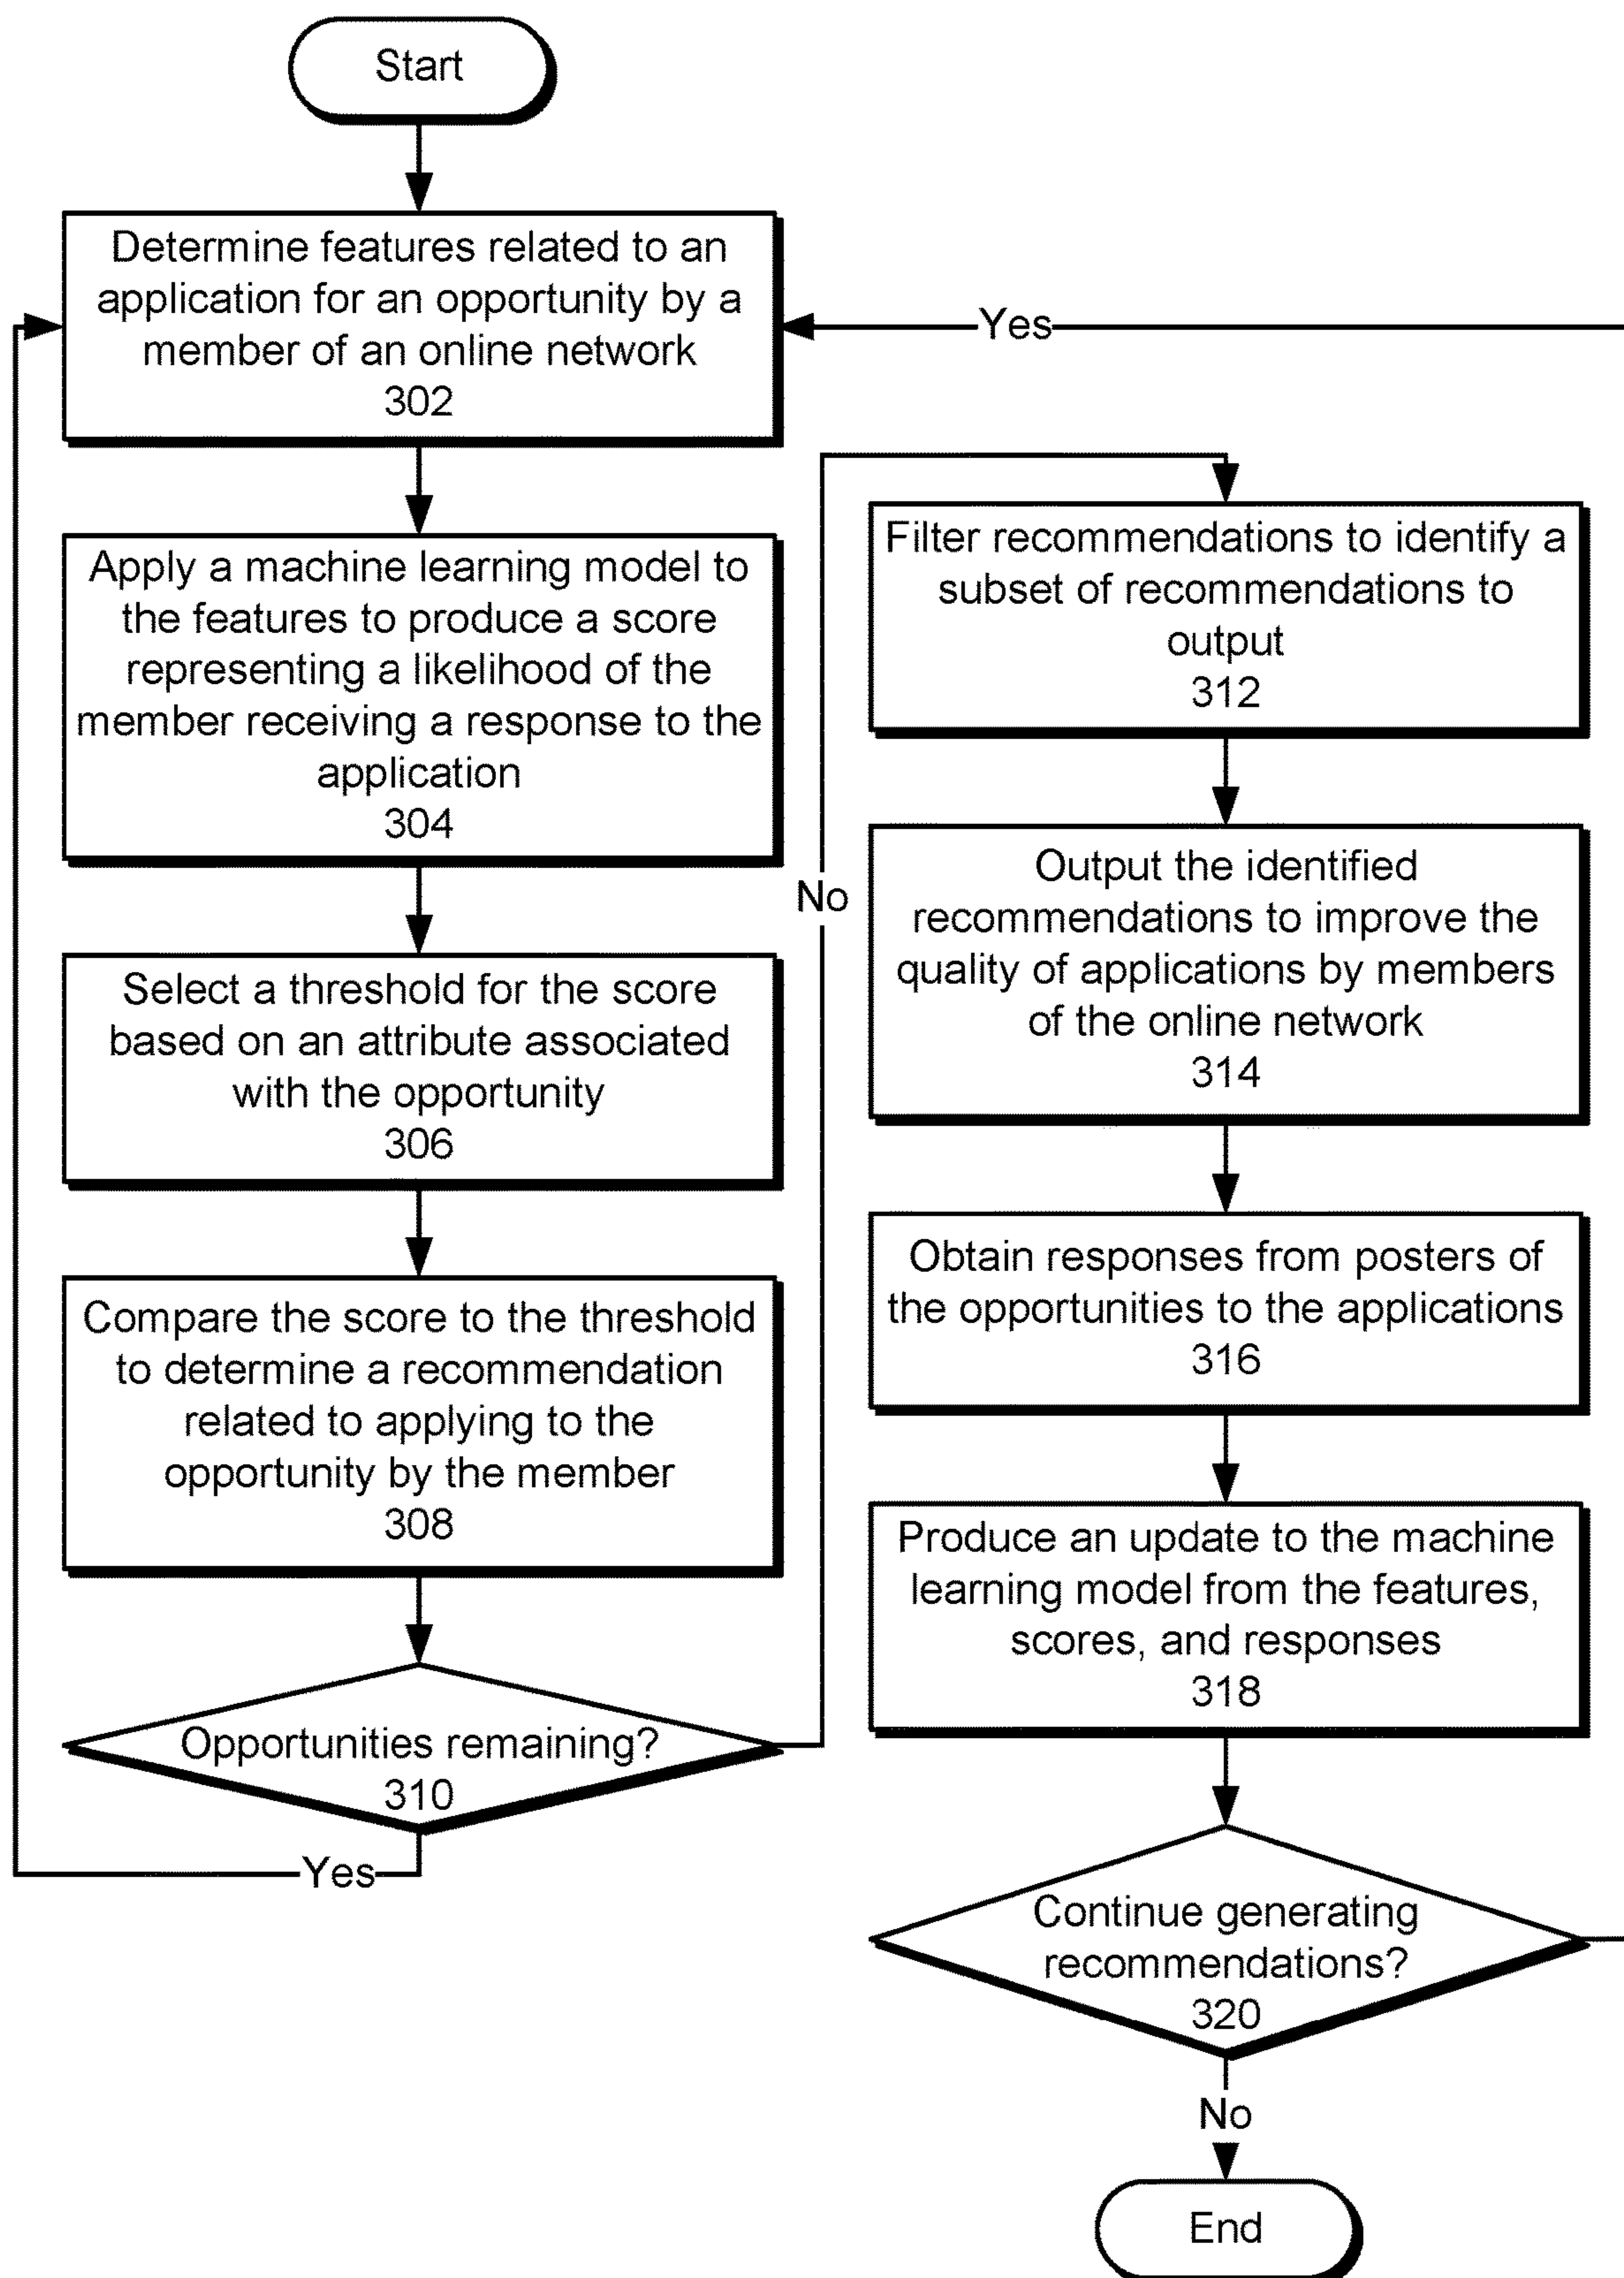 Start
Determine features related to an
application for an opportunity by a
member of an online network
302
Apply a machine learning model to
the features to produce a score
representing a likelihood of the
member receiving a response to the
application
304
Select a threshold for the score
based on an attribute associated
with the opportunity
306
Compare the score to the threshold
to determine a recommendation
related to applying to the
opportunity by the member
308
Opportunities remaining?
310
Yes
No
Filter recommendations to identify a
subset of recommendations to
output
312
Output the identified
recommendations to improve the
quality of applications by members
of the online network
314
Obtain responses from posters of
the opportunities to the applications
316
Produce an update to the machine
learning model from the features,
scores, and responses
318
Continue generating
recommendations?
320
Yes
No
End